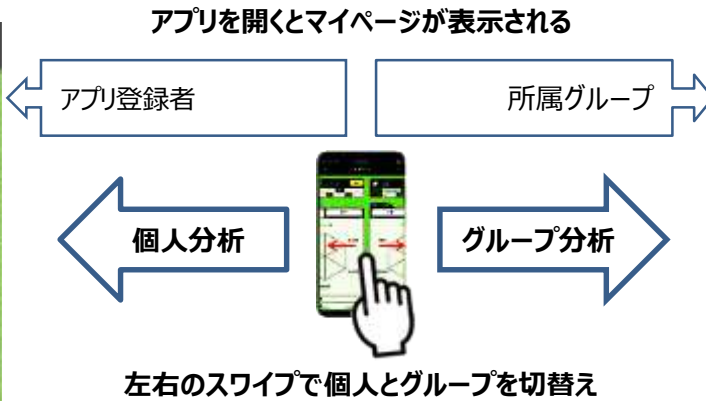 アプリを開くとマイページが表示される
アプリ登録者
所属グループ
個人分析
グループ分析
左右のスワイプで個人とグループを切替え